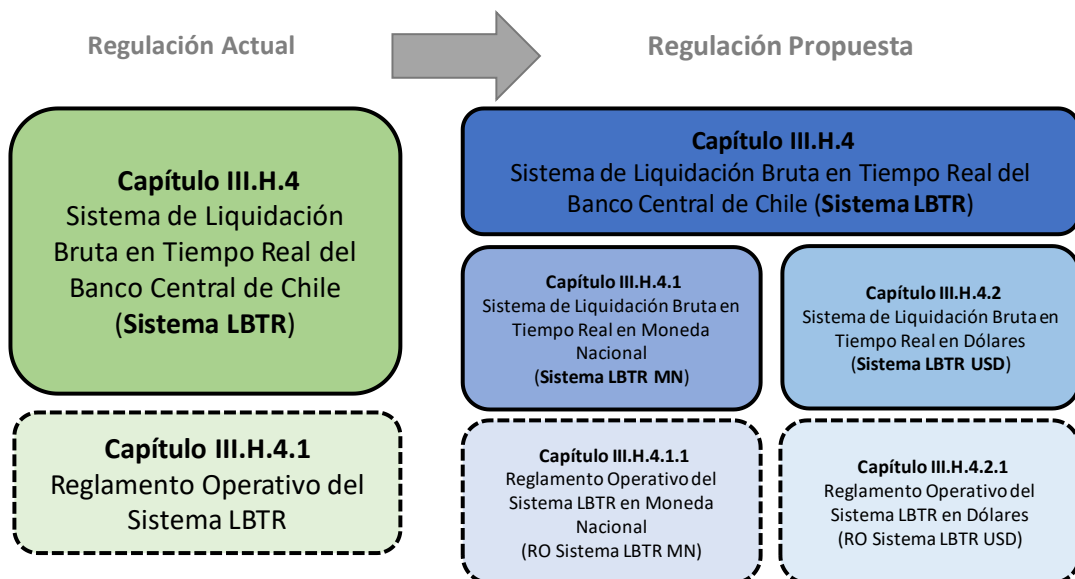 Regulación Actual
Regulación Propuesta
Capítulo III.H.4
Sistema de Liquidación
Bruta en Tiempo Real del
Banco Central de Chile
(Sistema LBTR)
Capítulo III.H.4.1
Reglamento Operativo del
Sistema LBTR
Capítulo III.H.4
Sistema de Liquidación Bruta en Tiempo Real del
Banco Central de Chile (Sistema LBTR)
Capítulo III.H.4.1
Sistema de Liquidación Bruta en
Tiempo Real en Moneda
Nacional
(Sistema LBTR MN)
Capítulo III.H.4.2
Sistema de Liquidación Bruta en
Tiempo Real en Dólares
(Sistema LBTR USD)
Capítulo III.H.4.1.1
Reglamento Operativo del
Sistema LBTR en Moneda
Nacional
(RO Sistema LBTR MN)
Capítulo III.H.4.2.1
Reglamento Operativo del
Sistema LBTR en Dólares
(RO Sistema LBTR USD)